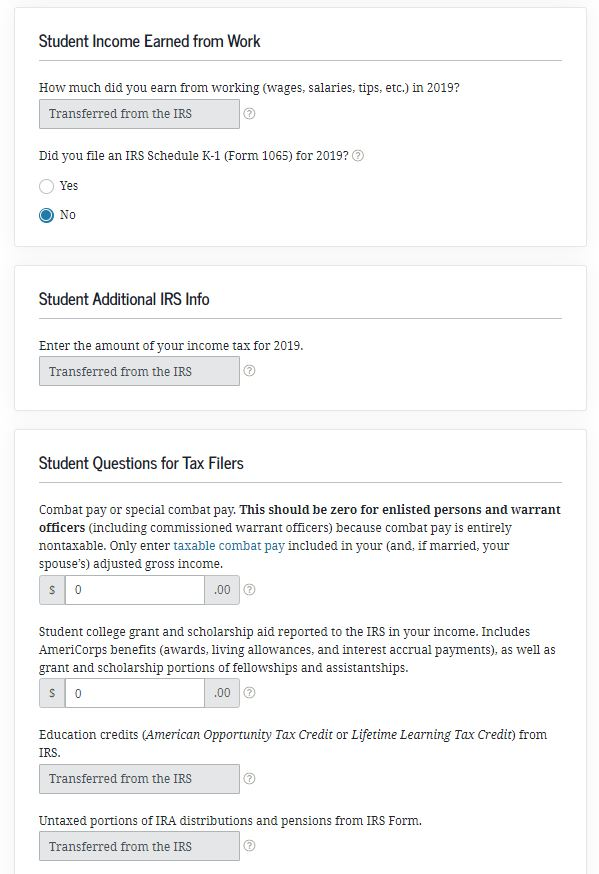 Student Income Earned from Work
How much did you earn from working (wages, salaries, tips, etc.) in 2019?
Transferred from the IRS ?
Did you file an IRS Schedule K-1 (Form 1065) for 2019? ?
Yes
No
Student Additional IRS Info
Enter the amount of your income tax for 2019.
Transferred from the IRS ?
Student Questions for Tax Filers
Combat pay or special combat pay. This should be zero for enlisted persons and warrant
officers (including commissioned warrant officers) because combat pay is entirely
nontaxable. Only enter taxable combat pay included in your (and, if married, your
spouse's) adjusted gross income.
$ 0 .00 ?
Student college grant and scholarship aid reported to the IRS in your income. Includes
AmeriCorps benefits (awards, living allowances, and interest accrual payments), as well as
grant and scholarship portions of fellowships and assistantships.
$ 0 .00 ?
Education credits (American Opportunity Tax Credit or Lifetime Learning Tax Credit) from
IRS.
Transferred from the IRS ?
Untaxed portions of IRA distributions and pensions from IRS Form.
Transferred from the IRS ?